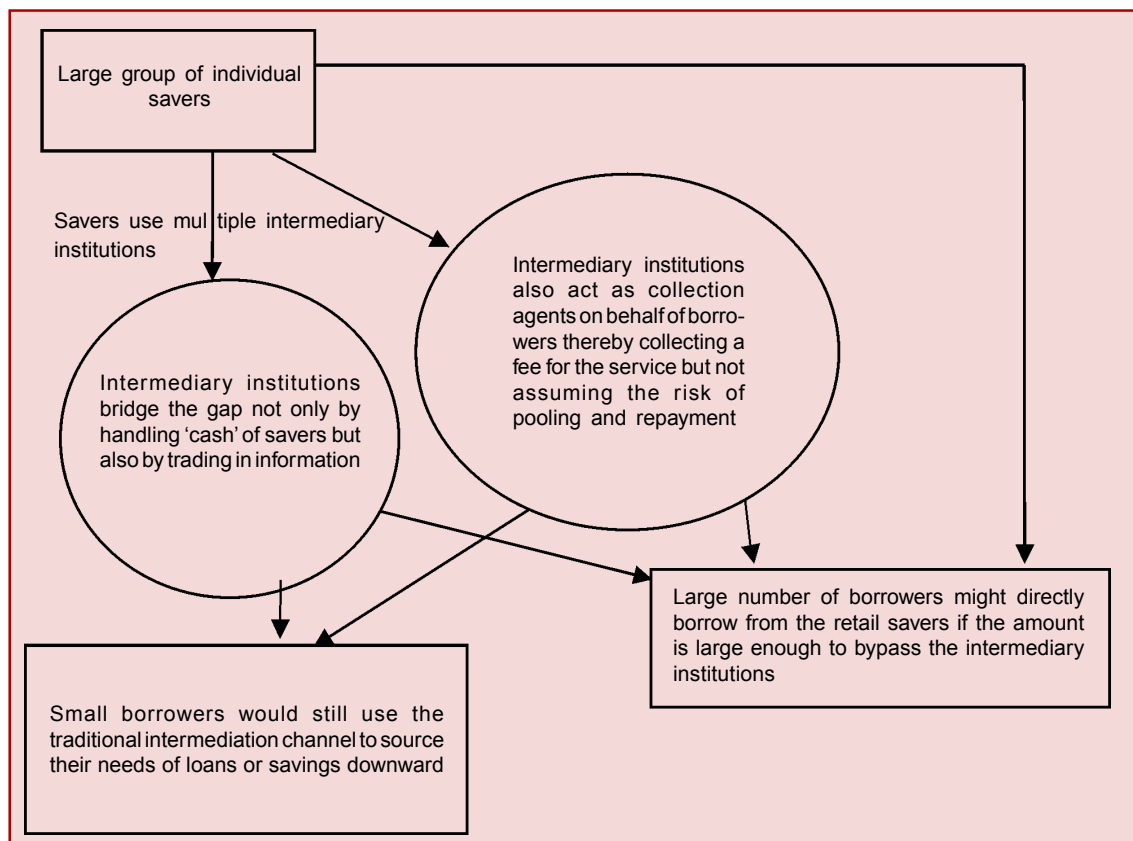 Large group of individual
savers
Savers use mul tiple intermediary
institutions
Intermediary institutions
also act as collection
agents on behalf of borro-
wers thereby collecting a
fee for the service but not
assuming the risk of
pooling and repayment
Intermediary institutions
bridge the gap not only by
handling ‘cash’ of savers but
also by trading in information
Large number of borrowers might directly
borrow from the retail savers if the amount
is large enough to bypass the intermediary
institutions
Small borrowers would still use the
traditional intermediation channel to source
their needs of loans or savings downward